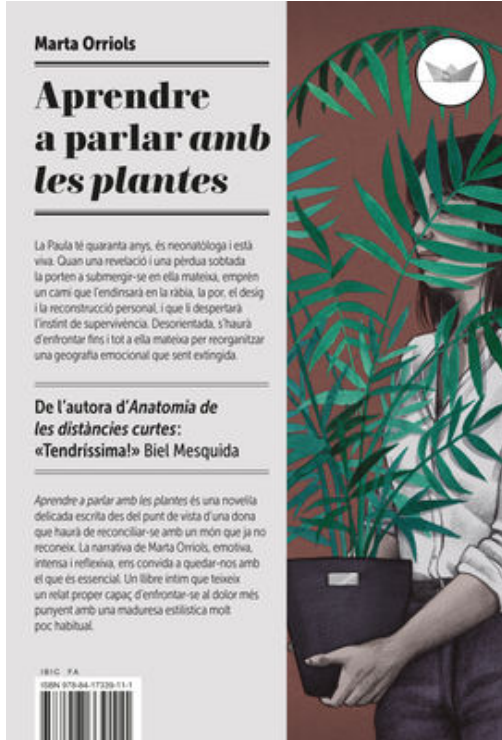 Marta Orriols
Aprendre
a parlar amb
les plantes
La Paula té quaranta anys, és neonatòloga i està
viva. Quan una revelació i una pèrdua sobtada
la porten a submergir-se en ella mateixa, emprèn
un camí que l'endinsarà en la ràbia, la por, el desig
i la reconstrucció personal, i que li despertarà
l'instint de supervivència. Desorientada, s'haurà
d'enfrontar fins i tot a ella mateixa per reorganitzar
una geografia emocional que sent extingida.
De l'autora d'Anatomia de
les distàncies curtes:
«Tendríssima!» Biel Mesquida
Aprendre a parlar amb les plantes és una novel·la
delicada escrita des del punt de vista d'una dona
que haurà de reconciliar-se amb un món que ja no
reconeix. La narrativa de Marta Orriols, emotiva,
intensa i reflexiva, ens convida a quedar-nos amb
el que és essencial. Un llibre íntim que teixeix
un relat proper capaç d'enfrontar-se al dolor més
punyent amb una maduresa estilística molt
poc habitual.
IBIC FA
ISBN 978-84-17339-11-1